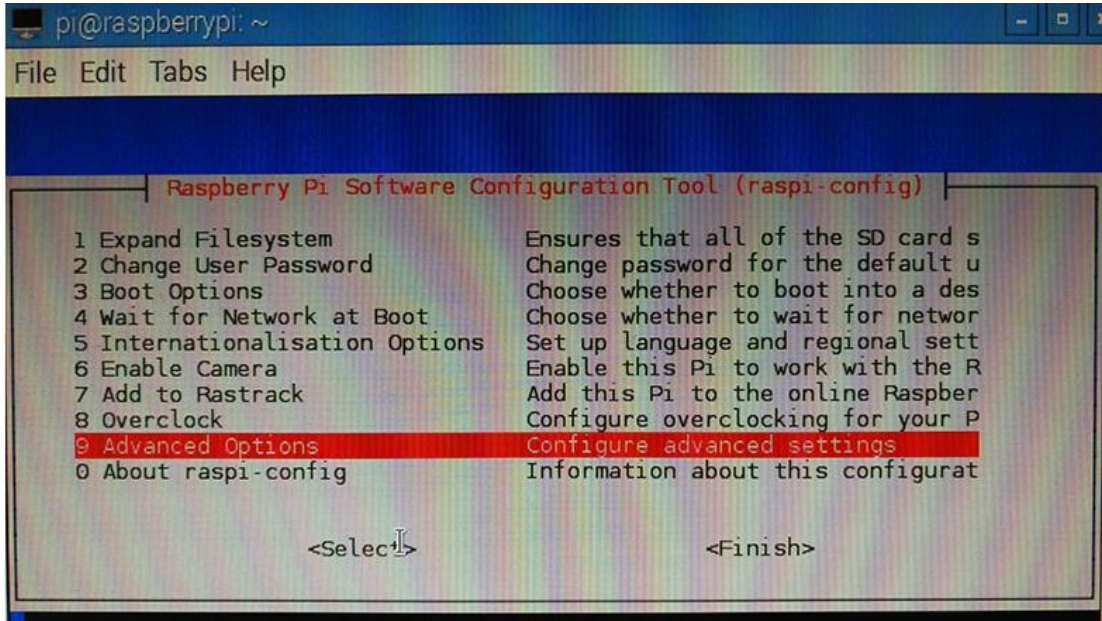 pi@raspberrypi: ~
File Edit Tabs Help
Raspberry Pi Software Configuration Tool (raspi-config)
1 Expand Filesystem Ensures that all of the SD card s
2 Change User Password Change password for the default u
3 Boot Options Choose whether to boot into a des
4 Wait for Network at Boot Choose whether to wait for networ
5 Internationalisation Options Set up language and regional sett
6 Enable Camera Enable this Pi to work with the R
7 Add to Rastrack Add this Pi to the online Raspber
8 Overclock Configure overclocking for your P
9 Advanced Options Configure advanced settings
0 About raspi-config Information about this configurat
<Select> <Finish>